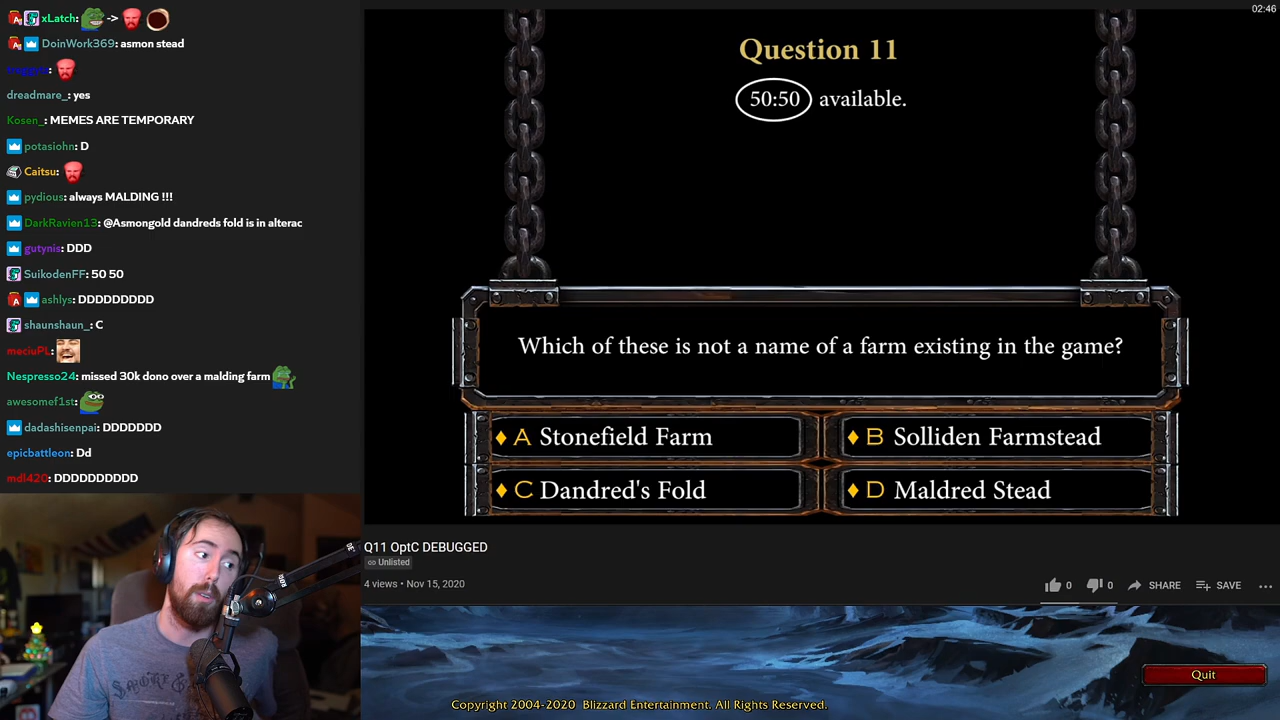 xLatch: ->
DoinWork369: asmon stead
dreadmare_: yes
Kosen_: MEMES ARE TEMPORARY
potasiohn: D
Caitsu:
pydious: always MALDING !!!
DarkRavien13: @Asmongold dandreds fold is in alterac
gutynis: DDD
SuikodenFF: 50 50
ashlys: DDDDDDDDD
shaunshaun_: C
meciuPL:
Nespresso24: missed 30k dono over a malding farm
awesomef1st:
dadashisenpai: DDDDDDD
epicbattleon: Dd
mdl420: DDDDDDDDDD
02:46
Question 11
50:50 available.
Which of these is not a name of a farm existing in the game?
A Stonefield Farm
B Solliden Farmstead
C Dandred's Fold
D Maldred Stead
Q11 OptC DEBUGGED
Unlisted
4 views • Nov 15, 2020
0 0 SHARE SAVE
Quit
Copyright 2004-2020 Blizzard Entertainment. All Rights Reserved.